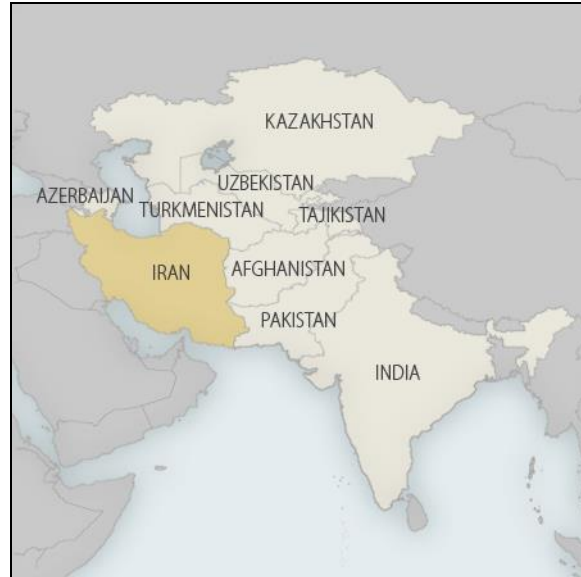 KAZAKHSTAN
UZBEKISTAN
AZERBAIJAN
TURKMENISTAN
TAJIKISTAN
IRAN
AFGHANISTAN
PAKISTAN
INDIA